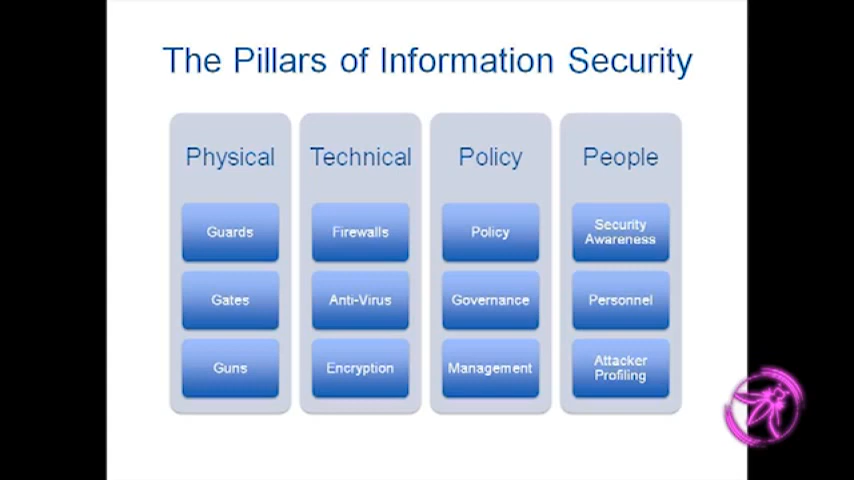 The Pillars of Information Security
Physical
Guards
Gates
Guns
Technical
Firewalls
Anti-Virus
Encryption
Policy
Policy
Governance
Management
People
Security
Awareness
Personnel
Attacker
Profiling